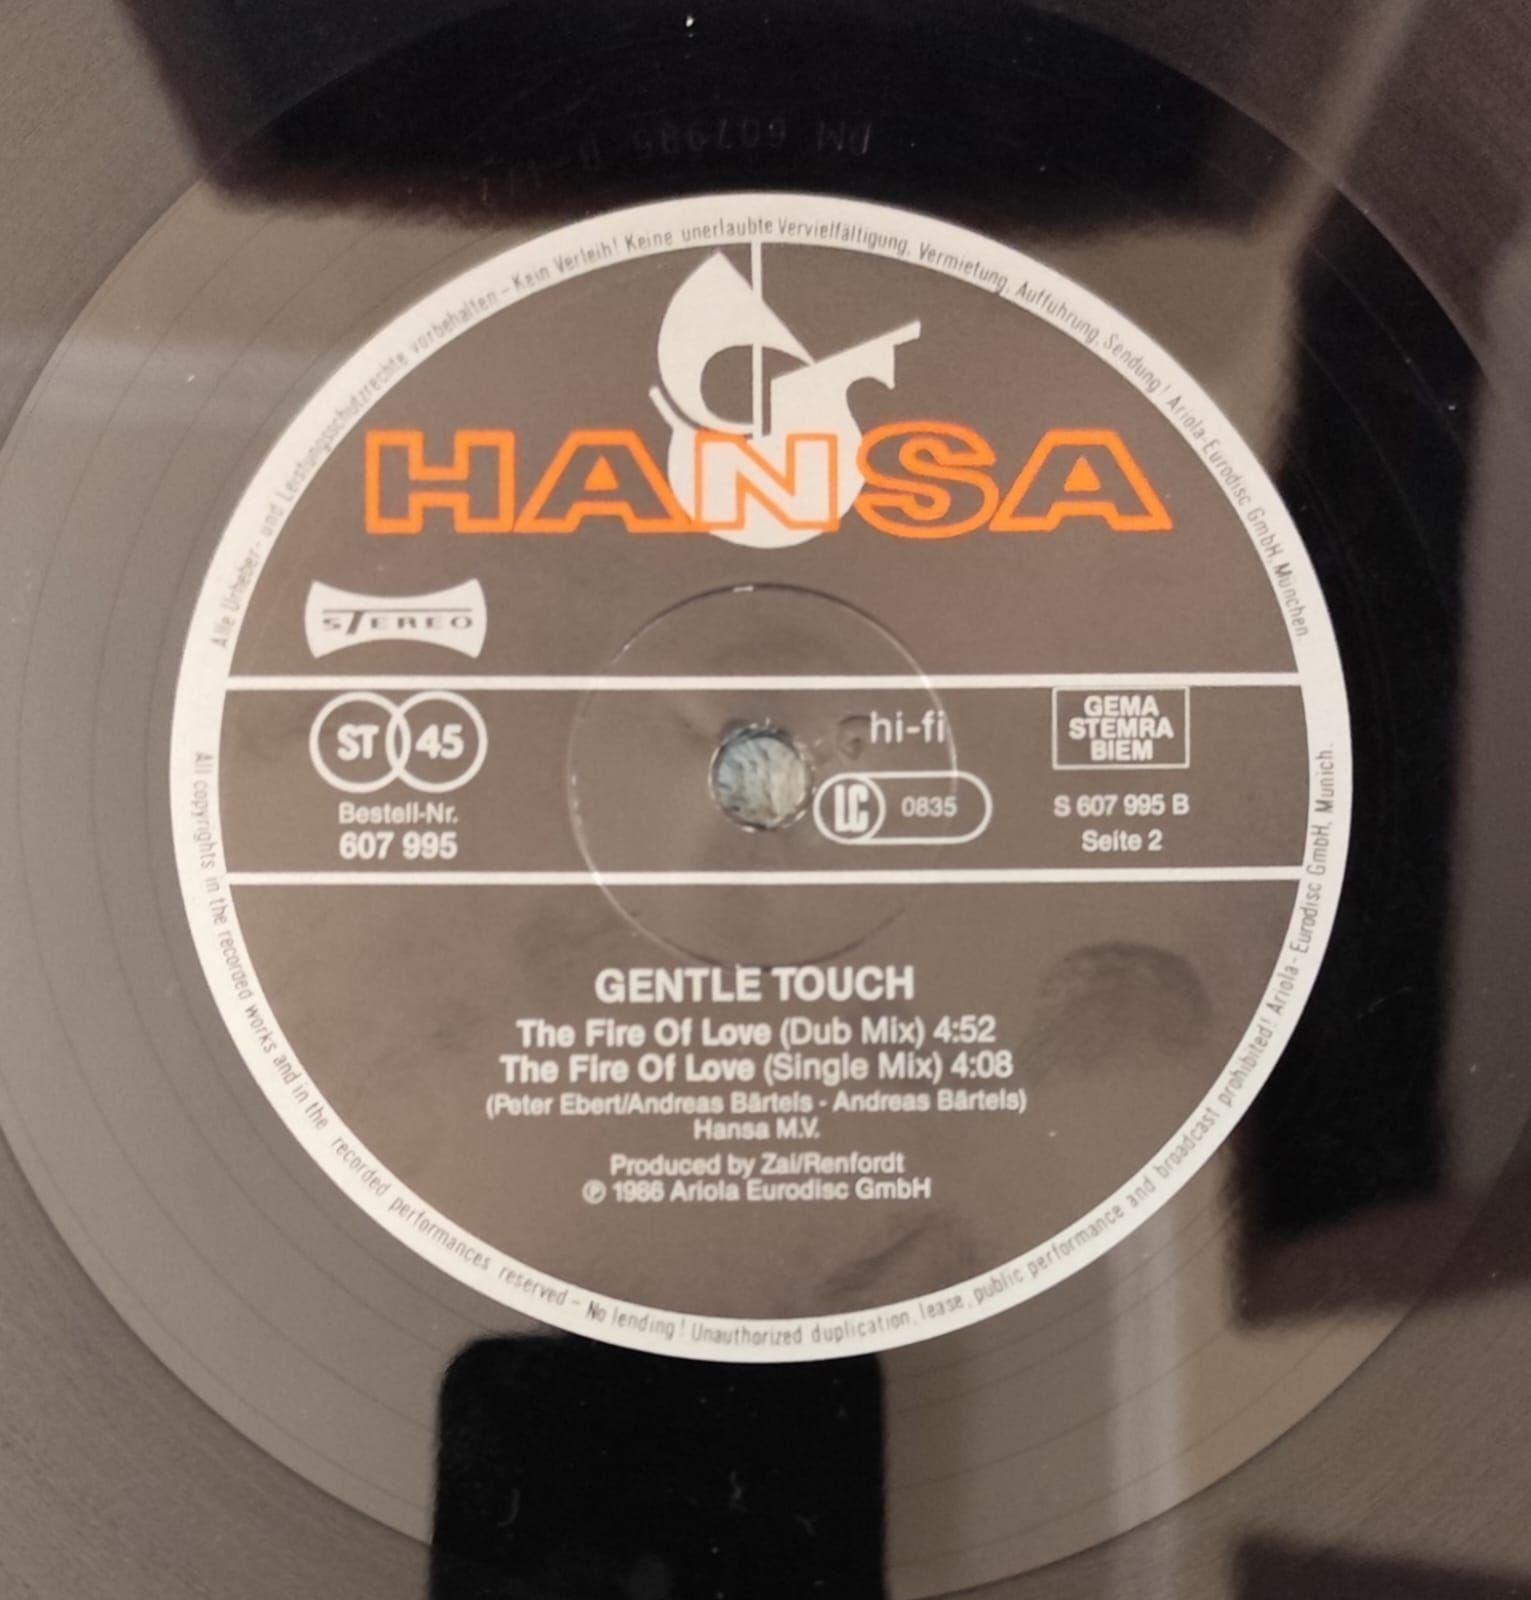 DM 607995 B
Alle Urheber- und Leistungsschutzrechte vorbehalten – Kein Verleih! Keine unerlaubte Vervielfältigung, Vermietung, Aufführung, Sendung! Ariola-Eurodisc GmbH, München
HANSA
STEREO
ST 45
hi-fi
GEMA
STEMRA
BIEM
Bestell-Nr.
607 995
LC 0835
S 607 995 B
Seite 2
GENTLE TOUCH
The Fire Of Love (Dub Mix) 4:52
The Fire Of Love (Single Mix) 4:08
(Peter Ebert/Andreas Bärtels - Andreas Bärtels)
Hansa M.V.
Produced by Zai/Renfordt
℗ 1986 Ariola Eurodisc GmbH
All copyrights in the recorded works and in the recorded performances reserved – No lending! Unauthorized duplication, lease, public performance and broadcast prohibited! Ariola-Eurodisc GmbH, Munich.